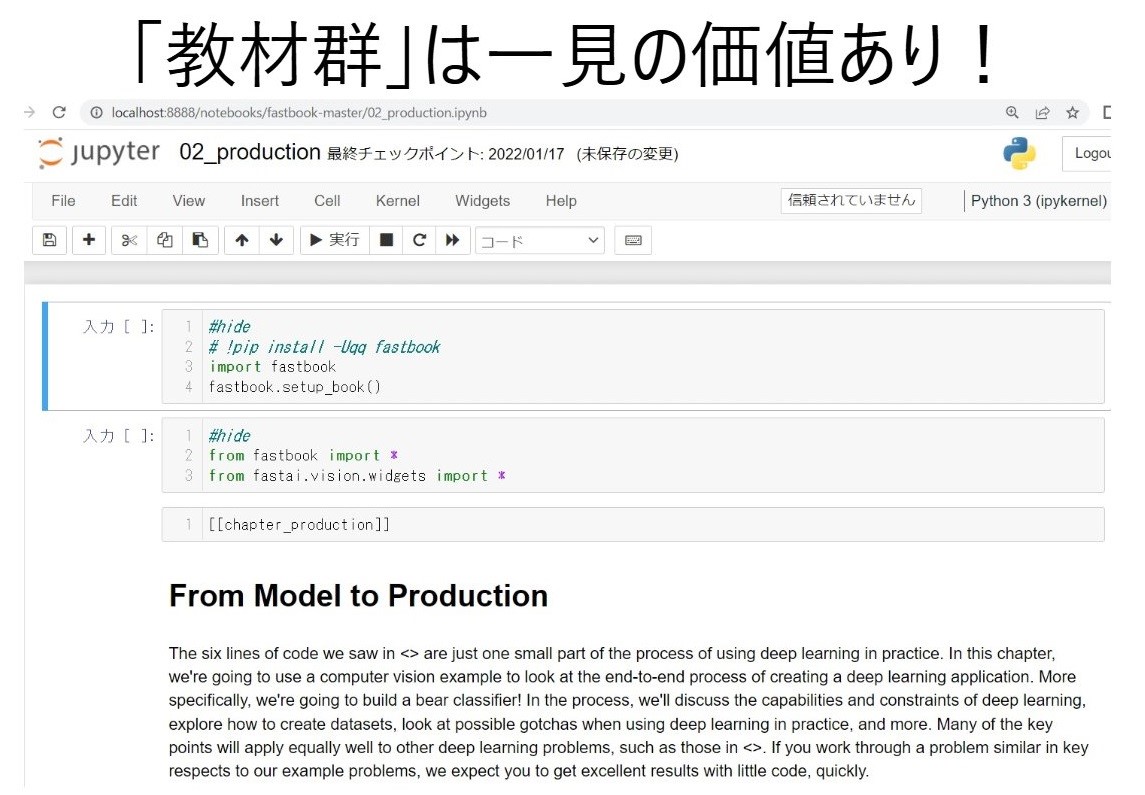 「教材群」は一見の価値あり！
localhost:8888/notebooks/fastbook-master/02_production.ipynb
jupyter 02_production 最終チェックポイント: 2022/01/17 (未保存の変更)
File Edit View Insert Cell Kernel Widgets Help 信頼されていません Python 3 (ipykernel)
実行 コード
入力 [ ]:
1 #hide
2 # !pip install -Uqq fastbook
3 import fastbook
4 fastbook.setup_book()
入力 [ ]:
1 #hide
2 from fastbook import *
3 from fastai.vision.widgets import *
1 [[chapter_production]]
From Model to Production
The six lines of code we saw in <> are just one small part of the process of using deep learning in practice. In this chapter,
we're going to use a computer vision example to look at the end-to-end process of creating a deep learning application. More
specifically, we're going to build a bear classifier! In the process, we'll discuss the capabilities and constraints of deep learning,
explore how to create datasets, look at possible gotchas when using deep learning in practice, and more. Many of the key
points will apply equally well to other deep learning problems, such as those in <>. If you work through a problem similar in key
respects to our example problems, we expect you to get excellent results with little code, quickly.